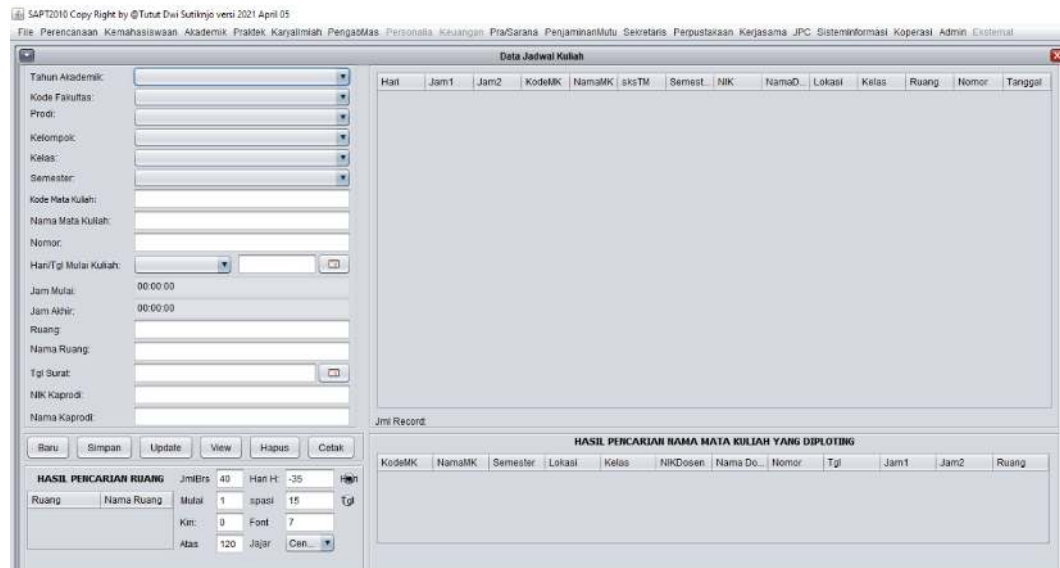 SAPT2010 Copy Right by @Tutut Dwi Sutiknjo versi 2021 April 05
File Perencanaan Kemahasiswaan Akademik Praktek KaryaIlmiah PengabMas Personalia Keuangan Pra/Sarana PenjaminanMutu Sekretaris Perpustakaan Kerjasama JPC SistemInformasi Koperasi Admin Eksternal
Data Jadwal Kuliah
Tahun Akademik:
Kode Fakultas:
Prodi:
Kelompok:
Kelas:
Semester:
Kode Mata Kuliah:
Nama Mata Kuliah:
Nomor:
Hari/Tgl Mulai Kuliah:
Jam Mulai: 00:00:00
Jam Akhir: 00:00:00
Ruang:
Nama Ruang:
Tgl Surat:
NIK Kaprodi:
Nama Kaprodi:
Baru Simpan Update View Hapus Cetak
HASIL PENCARIAN RUANG
Ruang Nama Ruang
JmlBrs 40 Hari H: -35
Mulai 1 spasi 15 Tgl
Kiri: 0 Font 7
Atas 120 Jajar Cen...
Hari Jam1 Jam2 KodeMK NamaMK sksTM Semest... NIK NamaD... Lokasi Kelas Ruang Nomor Tanggal
Jml Record:
HASIL PENCARIAN NAMA MATA KULIAH YANG DIPLOTING
KodeMK NamaMK Semester Lokasi Kelas NIKDosen Nama Do... Nomor Tgl Jam1 Jam2 Ruang